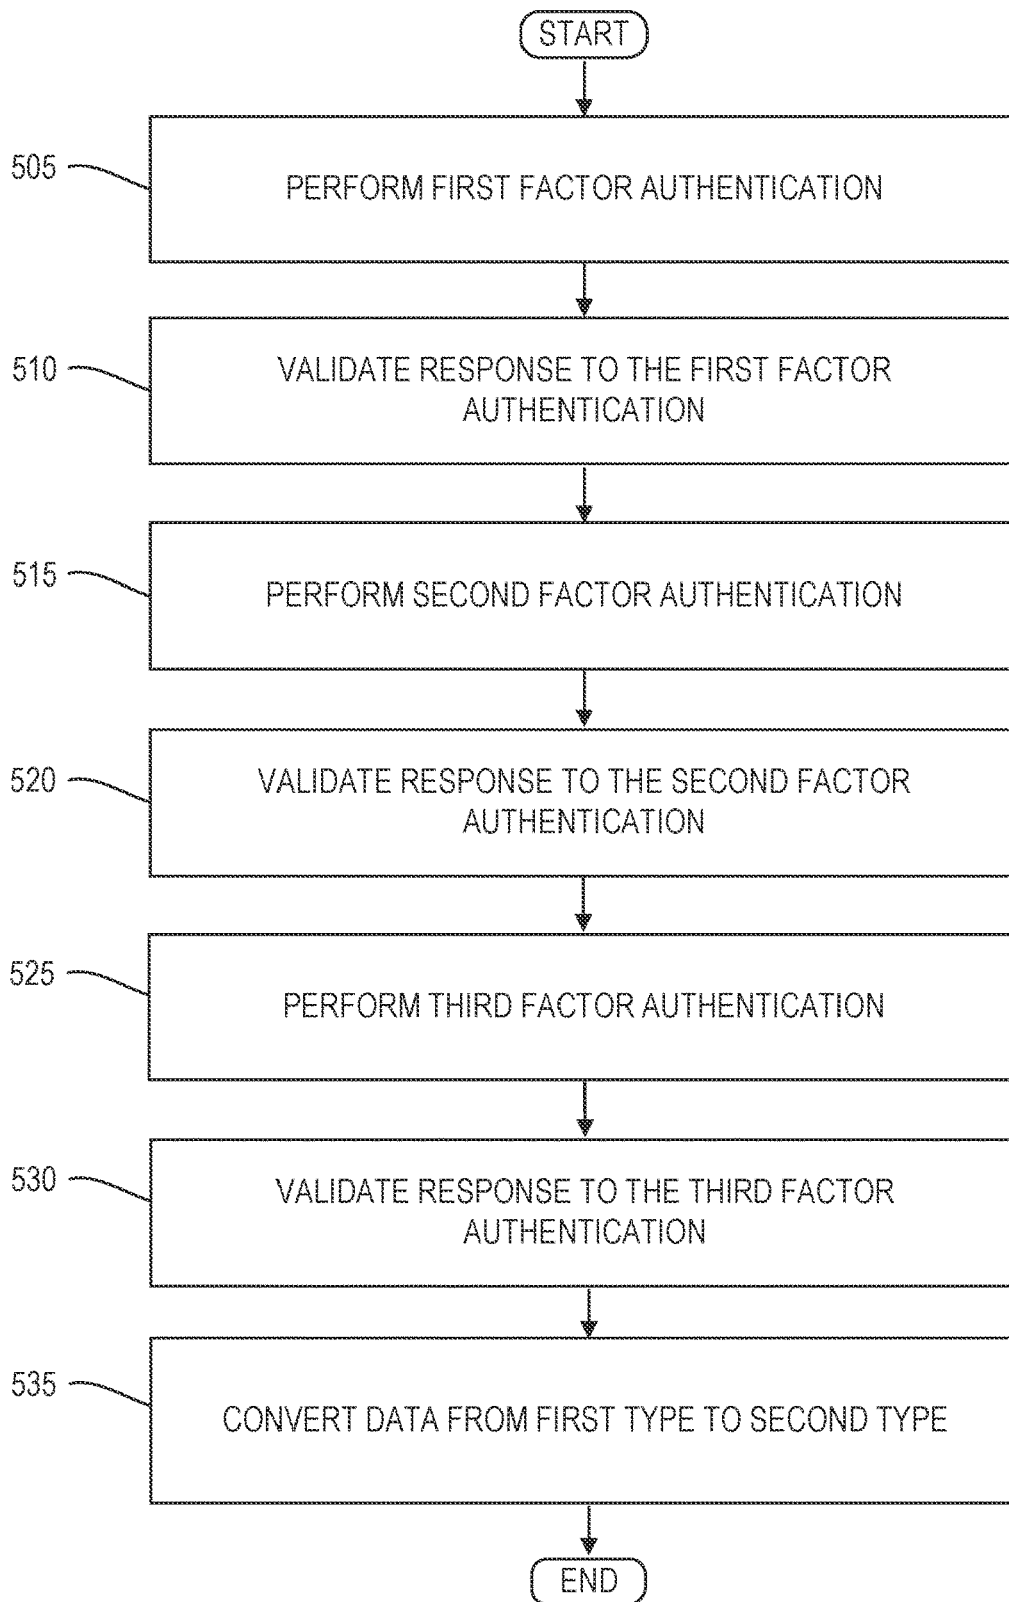 START
505
PERFORM FIRST FACTOR AUTHENTICATION
510
VALIDATE RESPONSE TO THE FIRST FACTOR
AUTHENTICATION
515
PERFORM SECOND FACTOR AUTHENTICATION
520
VALIDATE RESPONSE TO THE SECOND FACTOR
AUTHENTICATION
525
PERFORM THIRD FACTOR AUTHENTICATION
530
VALIDATE RESPONSE TO THE THIRD FACTOR
AUTHENTICATION
535
CONVERT DATA FROM FIRST TYPE TO SECOND TYPE
END